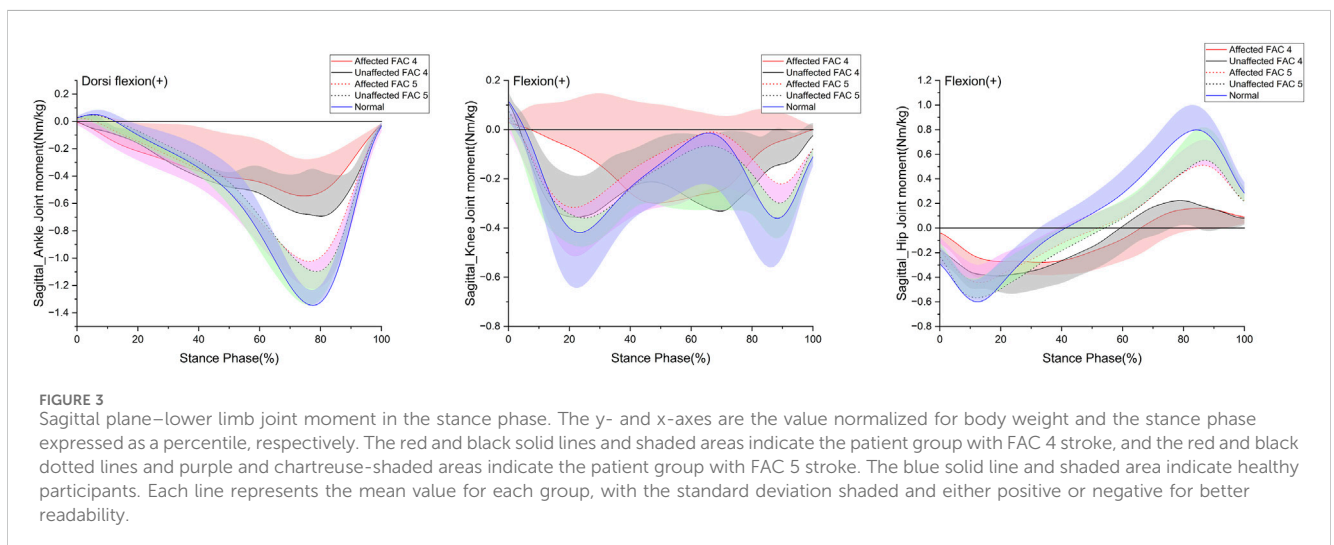 Dorsi flexion(+)
Affected FAC 4
Unaffected FAC 4
Affected FAC 5
Unaffected FAC 5
Normal
0.2
0.0
−0.2
−0.4
−0.6
−0.8
−1.0
−1.2
−1.4
Sagittal_Ankle Joint moment(Nm/kg)
0 20 40 60 80 100
Stance Phase(%)
Flexion(+)
Affected FAC 4
Unaffected FAC 4
Affected FAC 5
Unaffected FAC 5
Normal
0.2
0.0
−0.2
−0.4
−0.6
−0.8
Sagittal_Knee Joint moment(Nm/kg)
0 20 40 60 80 100
Stance Phase(%)
Flexion(+)
Affected FAC 4
Unaffected FAC 4
Affected FAC 5
Unaffected FAC 5
Normal
1.2
1.0
0.8
0.6
0.4
0.2
0.0
−0.2
−0.4
−0.6
−0.8
Sagittal_Hip Joint moment(Nm/kg)
0 20 40 60 80 100
Stance Phase(%)
FIGURE 3
Sagittal plane–lower limb joint moment in the stance phase. The y- and x-axes are the value normalized for body weight and the stance phase
expressed as a percentile, respectively. The red and black solid lines and shaded areas indicate the patient group with FAC 4 stroke, and the red and black
dotted lines and purple and chartreuse-shaded areas indicate the patient group with FAC 5 stroke. The blue solid line and shaded area indicate healthy
participants. Each line represents the mean value for each group, with the standard deviation shaded and either positive or negative for better
readability.